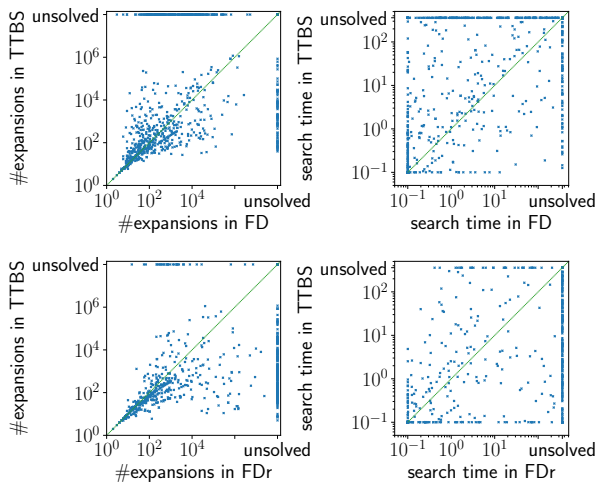 unsolved
10^6
10^4
10^2
10^0
#expansions in TTBS
10^0 10^2 10^4 unsolved
#expansions in FD
unsolved
10^2
10^1
10^0
10^-1
search time in TTBS
10^-1 10^0 10^1 unsolved
search time in FD
unsolved
10^6
10^4
10^2
10^0
#expansions in TTBS
10^0 10^2 10^4 unsolved
#expansions in FDr
unsolved
10^2
10^1
10^0
10^-1
search time in TTBS
10^-1 10^0 10^1 unsolved
search time in FDr